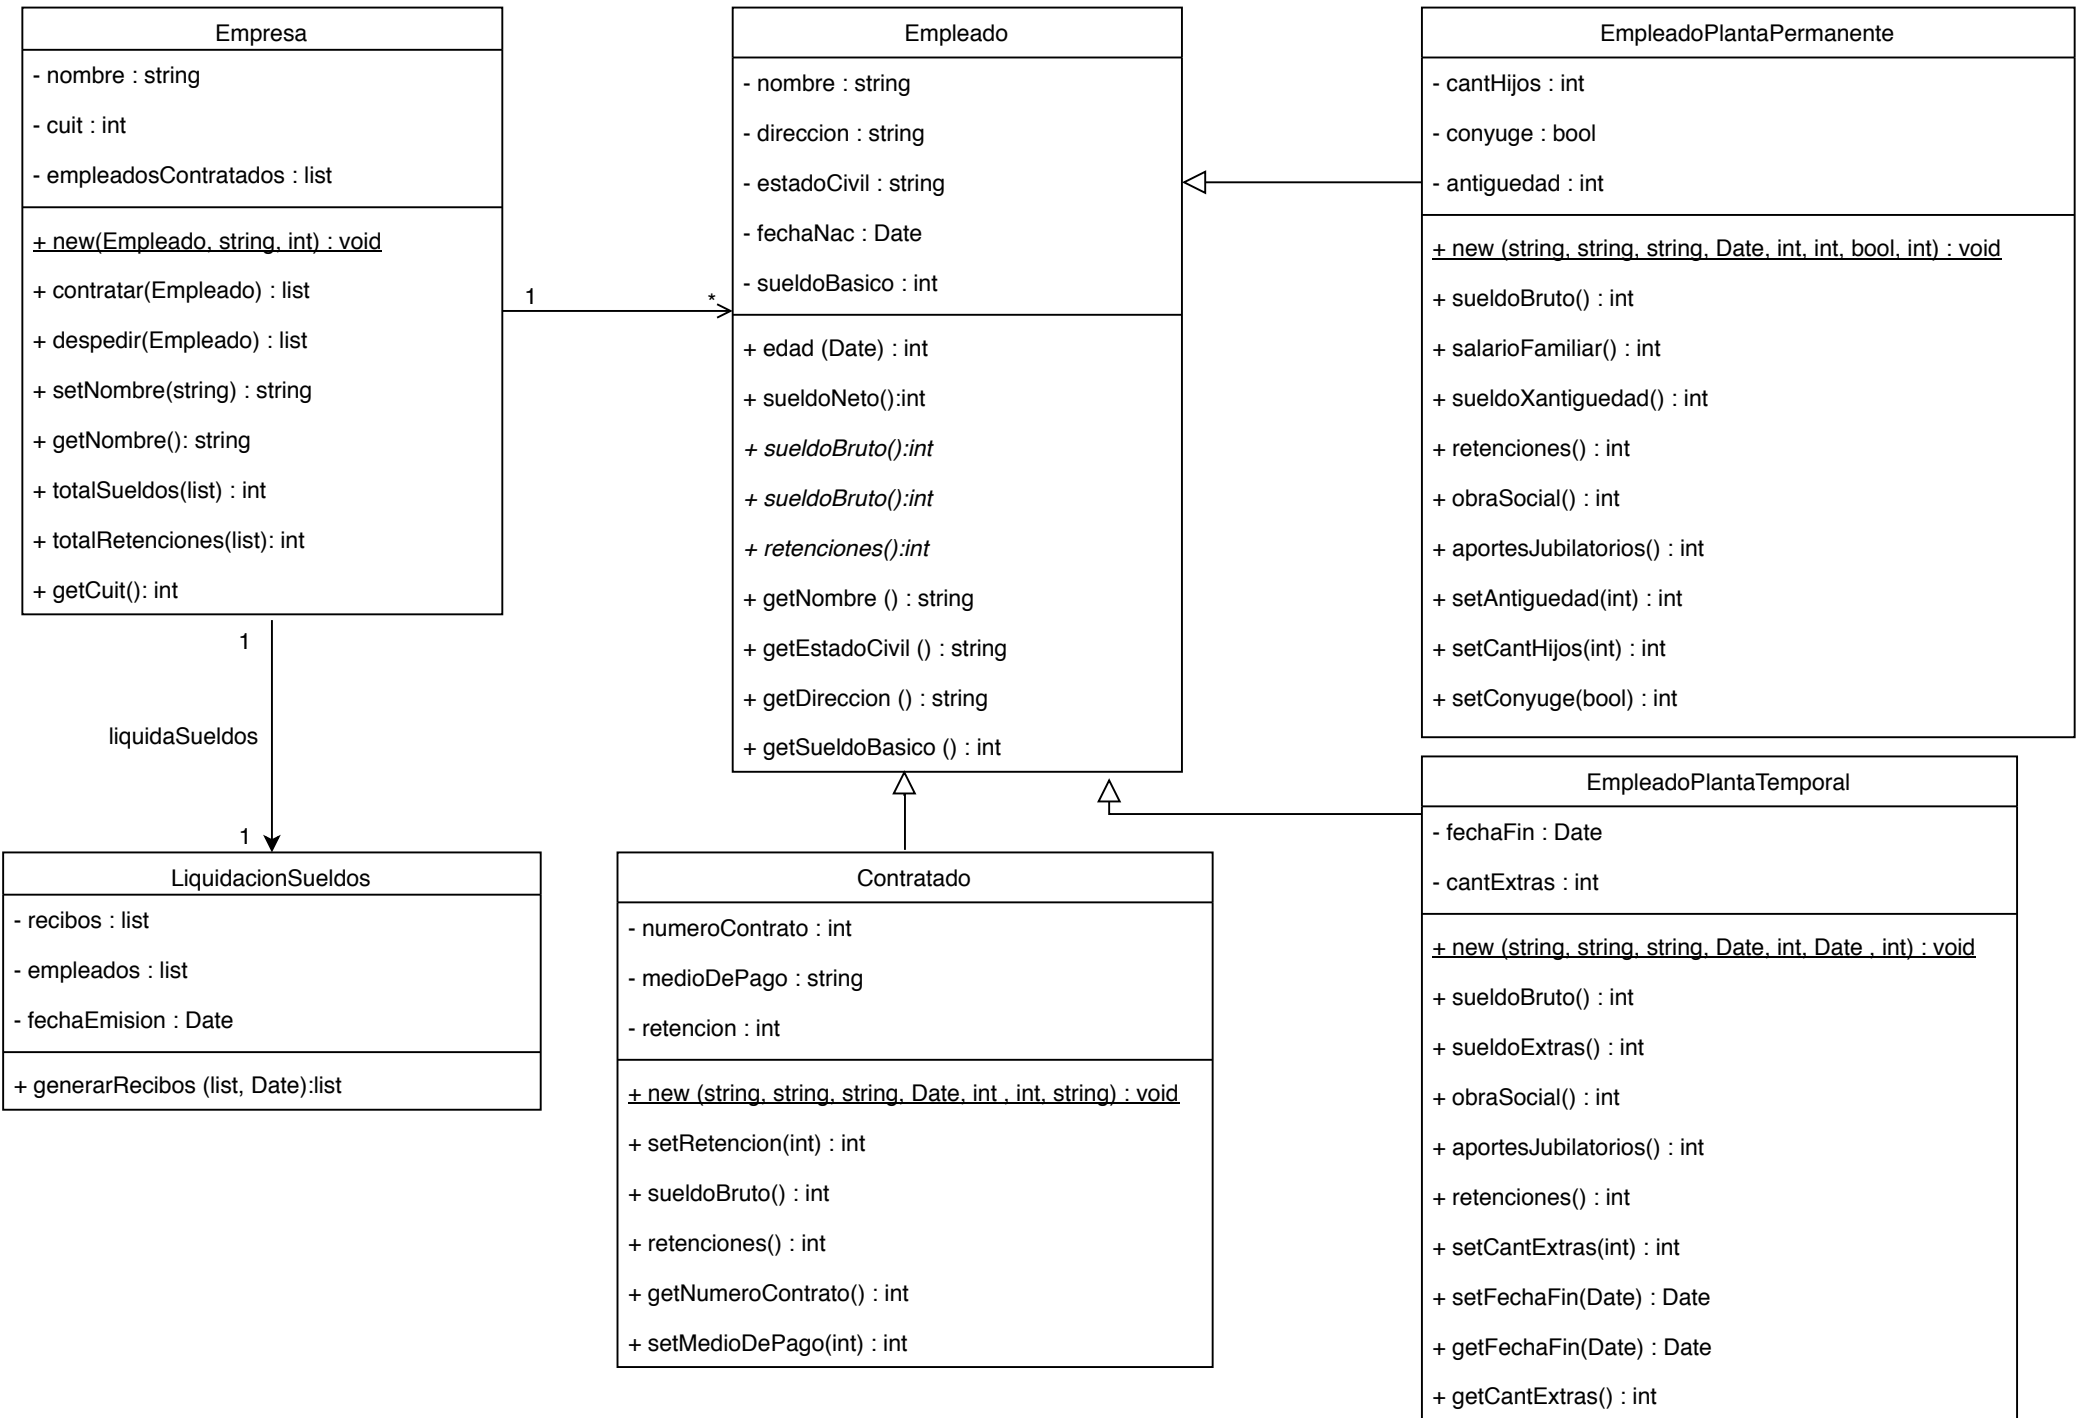 Empresa
- nombre : string
- cuit : int
- empleadosContratados : list
+ new(Empleado, string, int) : void
+ contratar(Empleado) : list
+ despedir(Empleado) : list
+ setNombre(string) : string
+ getNombre(): string
+ totalSueldos(list) : int
+ totalRetenciones(list): int
+ getCuit(): int
1
*
Empleado
- nombre : string
- direccion : string
- estadoCivil : string
- fechaNac : Date
- sueldoBasico : int
+ edad (Date) : int
+ sueldoNeto():int
+ sueldoBruto():int
+ sueldoBruto():int
+ retenciones():int
+ getNombre () : string
+ getEstadoCivil () : string
+ getDireccion () : string
+ getSueldoBasico () : int
EmpleadoPlantaPermanente
- cantHijos : int
- conyuge : bool
- antiguedad : int
+ new (string, string, string, Date, int, int, bool, int) : void
+ sueldoBruto() : int
+ salarioFamiliar() : int
+ sueldoXantiguedad() : int
+ retenciones() : int
+ obraSocial() : int
+ aportesJubilatorios() : int
+ setAntiguedad(int) : int
+ setCantHijos(int) : int
+ setConyuge(bool) : int
1
liquidaSueldos
1
LiquidacionSueldos
- recibos : list
- empleados : list
- fechaEmision : Date
+ generarRecibos (list, Date):list
Contratado
- numeroContrato : int
- medioDePago : string
- retencion : int
+ new (string, string, string, Date, int , int, string) : void
+ setRetencion(int) : int
+ sueldoBruto() : int
+ retenciones() : int
+ getNumeroContrato() : int
+ setMedioDePago(int) : int
EmpleadoPlantaTemporal
- fechaFin : Date
- cantExtras : int
+ new (string, string, string, Date, int, Date , int) : void
+ sueldoBruto() : int
+ sueldoExtras() : int
+ obraSocial() : int
+ aportesJubilatorios() : int
+ retenciones() : int
+ setCantExtras(int) : int
+ setFechaFin(Date) : Date
+ getFechaFin(Date) : Date
+ getCantExtras() : int